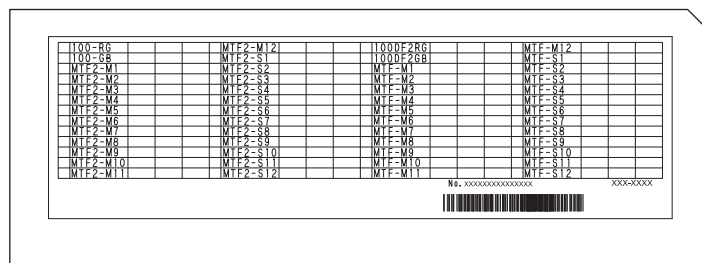 100-RG MTF2-M12 100DF2RG MTF-M12
100-GB MTF2-S1 100DF2GB MTF-S1
MTF2-M1 MTF2-S2 MTF-M1 MTF-S2
MTF2-M2 MTF2-S3 MTF-M2 MTF-S3
MTF2-M3 MTF2-S4 MTF-M3 MTF-S4
MTF2-M4 MTF2-S5 MTF-M4 MTF-S5
MTF2-M5 MTF2-S6 MTF-M5 MTF-S6
MTF2-M6 MTF2-S7 MTF-M6 MTF-S7
MTF2-M7 MTF2-S8 MTF-M7 MTF-S8
MTF2-M8 MTF2-S9 MTF-M8 MTF-S9
MTF2-M9 MTF2-S10 MTF-M9 MTF-S10
MTF2-M10 MTF2-S11 MTF-M10 MTF-S11
MTF2-M11 MTF2-S12 MTF-M11 MTF-S12
No. XXXXXXXXXXXXXX XXX-XXXX